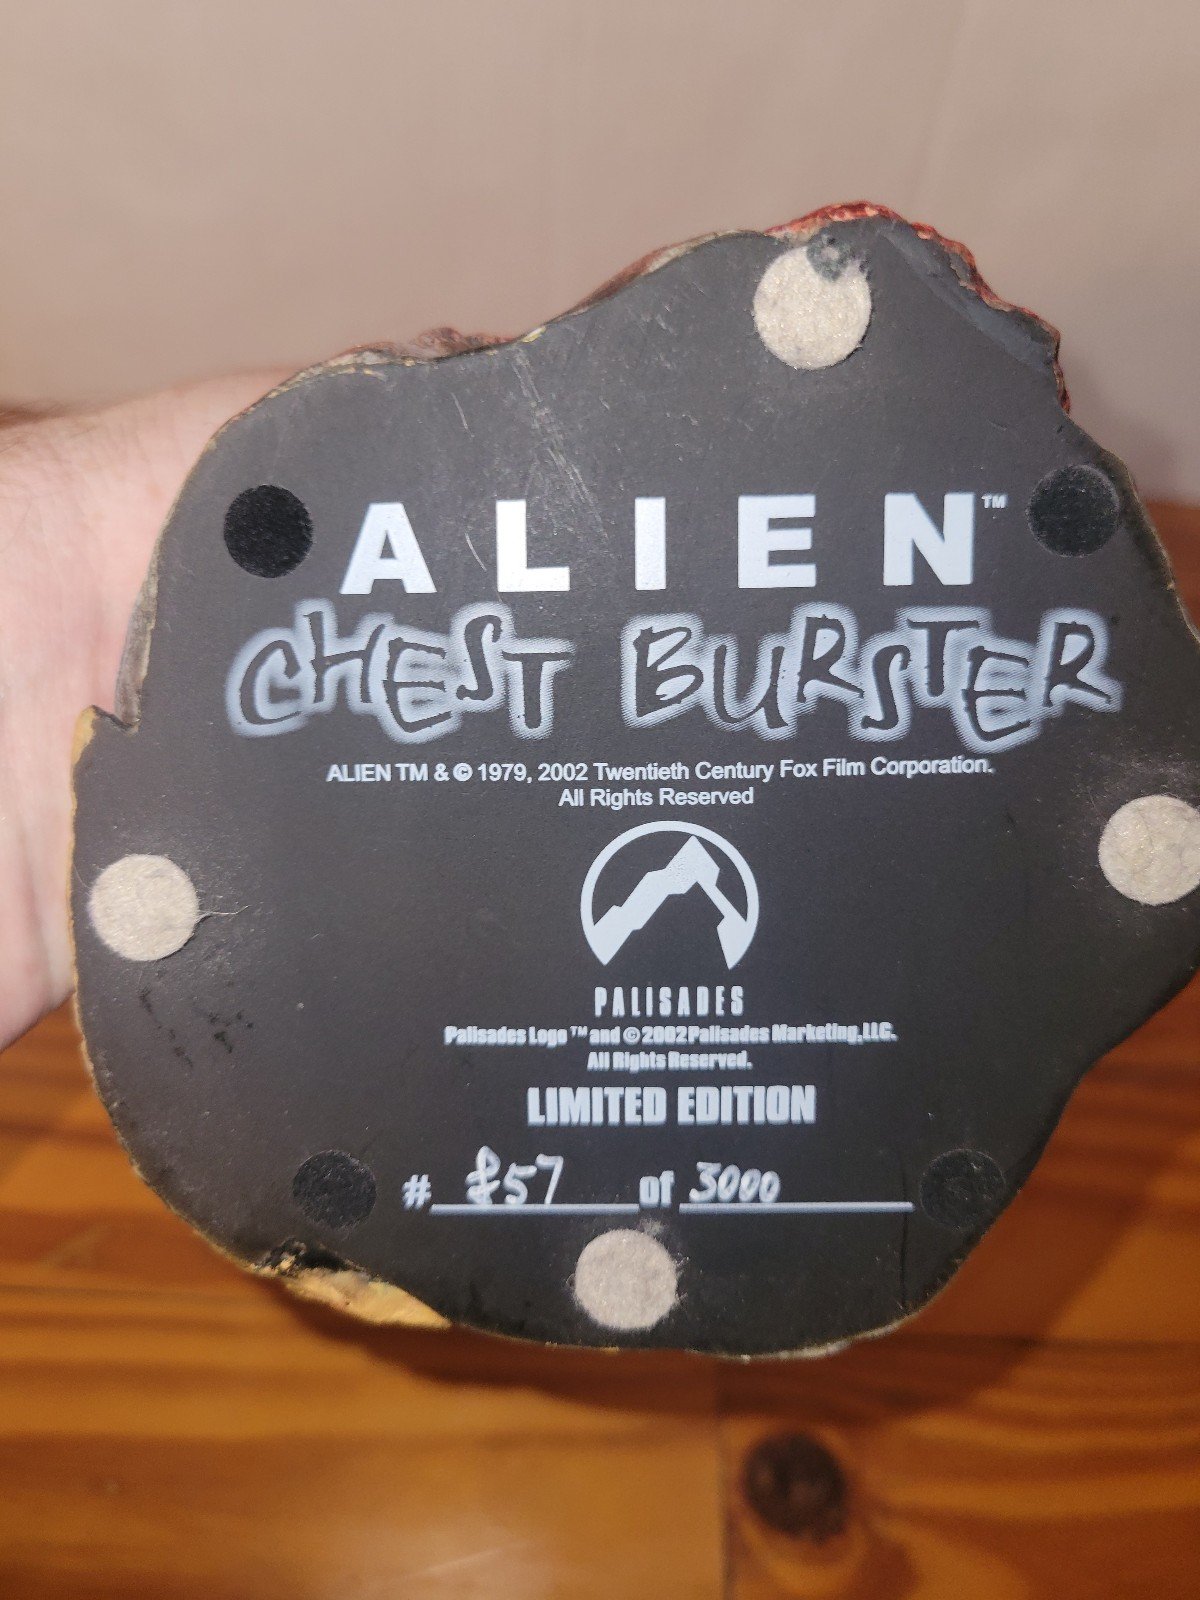 ALIEN™
CHEST BURSTER
ALIEN TM & © 1979, 2002 Twentieth Century Fox Film Corporation.
All Rights Reserved
PALISADES
Palisades Logo ™ and © 2002 Palisades Marketing, LLC.
All Rights Reserved.
LIMITED EDITION
# of 3000